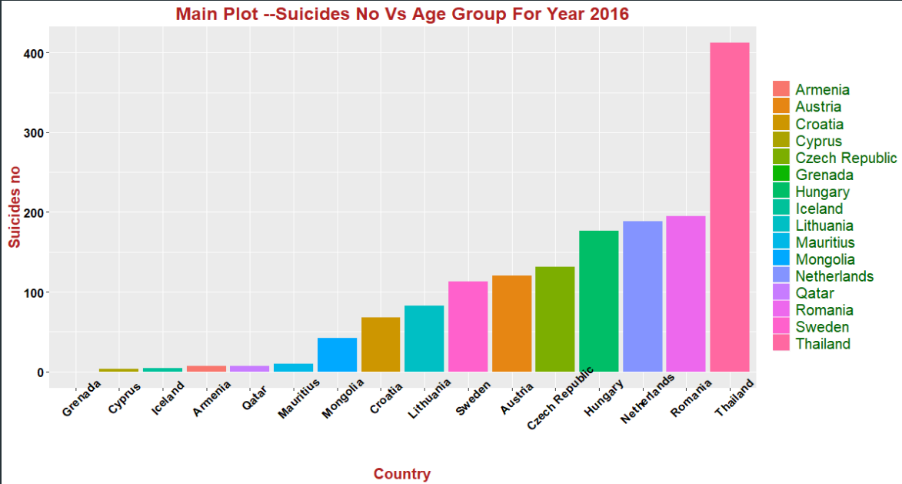 Main Plot --Suicides No Vs Age Group For Year 2016
Suicides no
400
300
200
100
0
Grenada
Cyprus
Iceland
Armenia
Qatar
Mauritius
Mongolia
Croatia
Lithuania
Sweden
Austria
Czech Republic
Hungary
Netherlands
Romania
Thailand
Country
Armenia
Austria
Croatia
Cyprus
Czech Republic
Grenada
Hungary
Iceland
Lithuania
Mauritius
Mongolia
Netherlands
Qatar
Romania
Sweden
Thailand